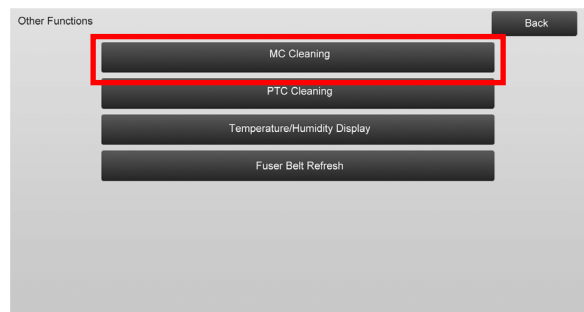 Other Functions
Back
MC Cleaning
PTC Cleaning
Temperature/Humidity Display
Fuser Belt Refresh